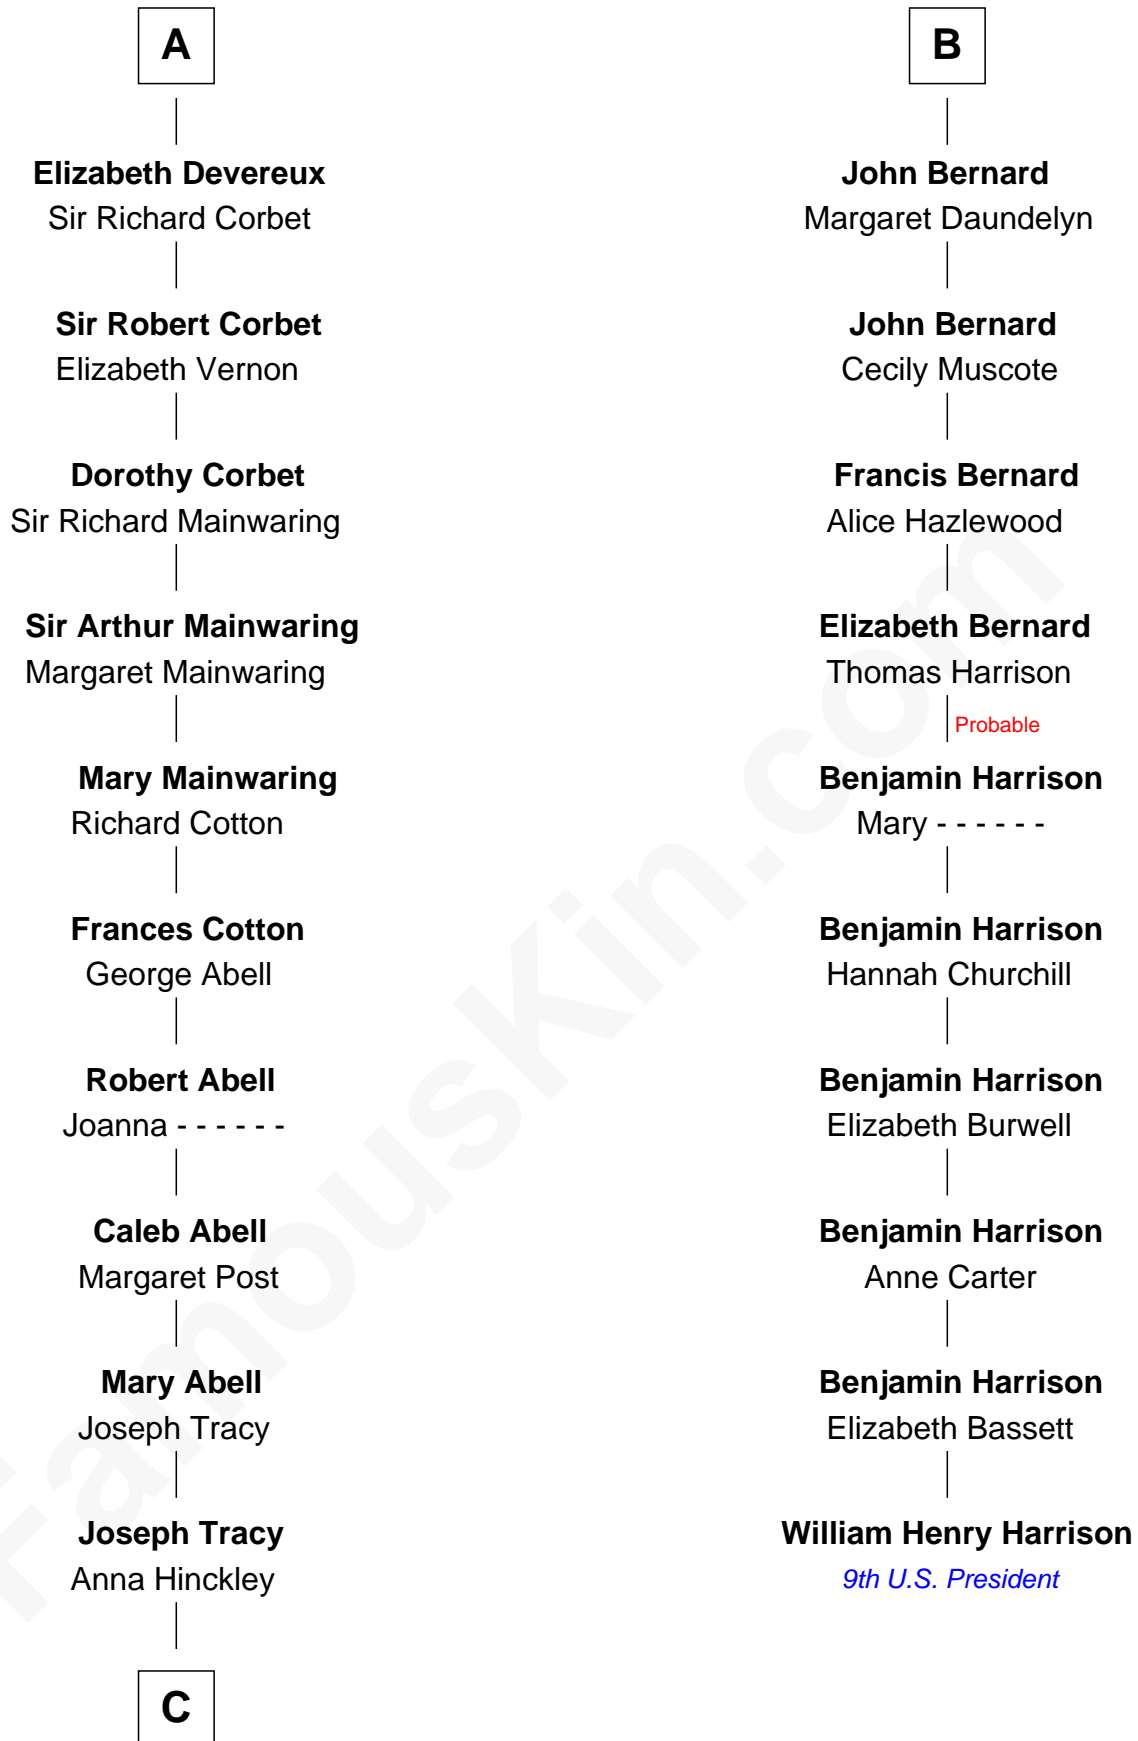 A
Elizabeth Devereux
Sir Richard Corbet
Sir Robert Corbet
Elizabeth Vernon
Dorothy Corbet
Sir Richard Mainwaring
Sir Arthur Mainwaring
Margaret Mainwaring
Mary Mainwaring
Richard Cotton
Frances Cotton
George Abell
Robert Abell
Joanna - - - - - -
Caleb Abell
Margaret Post
Mary Abell
Joseph Tracy
Joseph Tracy
Anna Hinckley
C
B
John Bernard
Margaret Daundelyn
John Bernard
Cecily Muscote
Francis Bernard
Alice Hazlewood
Elizabeth Bernard
Thomas Harrison
Probable
Benjamin Harrison
Mary - - - - - -
Benjamin Harrison
Hannah Churchill
Benjamin Harrison
Elizabeth Burwell
Benjamin Harrison
Anne Carter
Benjamin Harrison
Elizabeth Bassett
William Henry Harrison
9th U.S. President
FamousKin.com